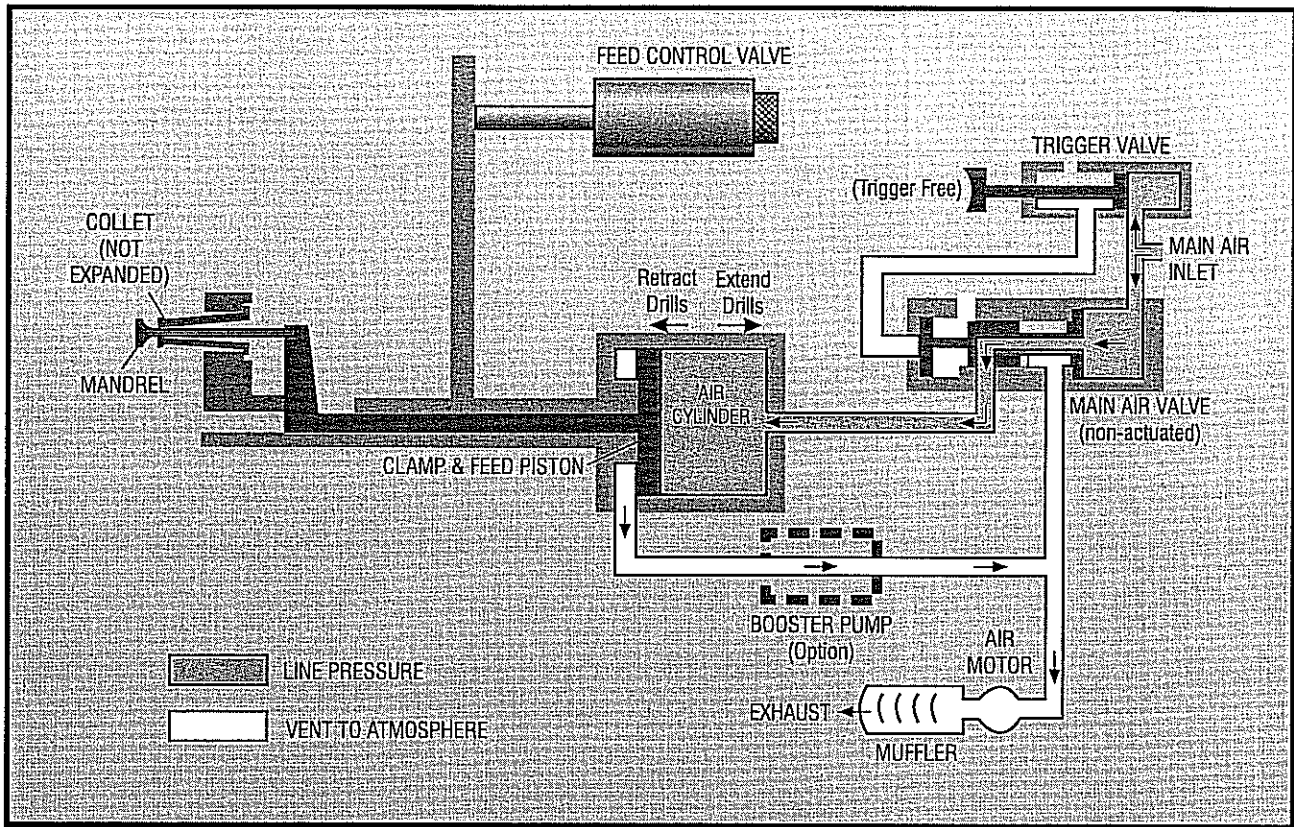 FEED CONTROL VALVE
TRIGGER VALVE
(Trigger Free)
COLLET
(NOT
EXPANDED)
MAIN AIR
INLET
Retract
Drills
Extend
Drills
MANDREL
AIR
CYLINDER
MAIN AIR VALVE
(non-actuated)
CLAMP & FEED PISTON
BOOSTER PUMP
(Option)
AIR
MOTOR
LINE PRESSURE
EXHAUST
VENT TO ATMOSPHERE
MUFFLER